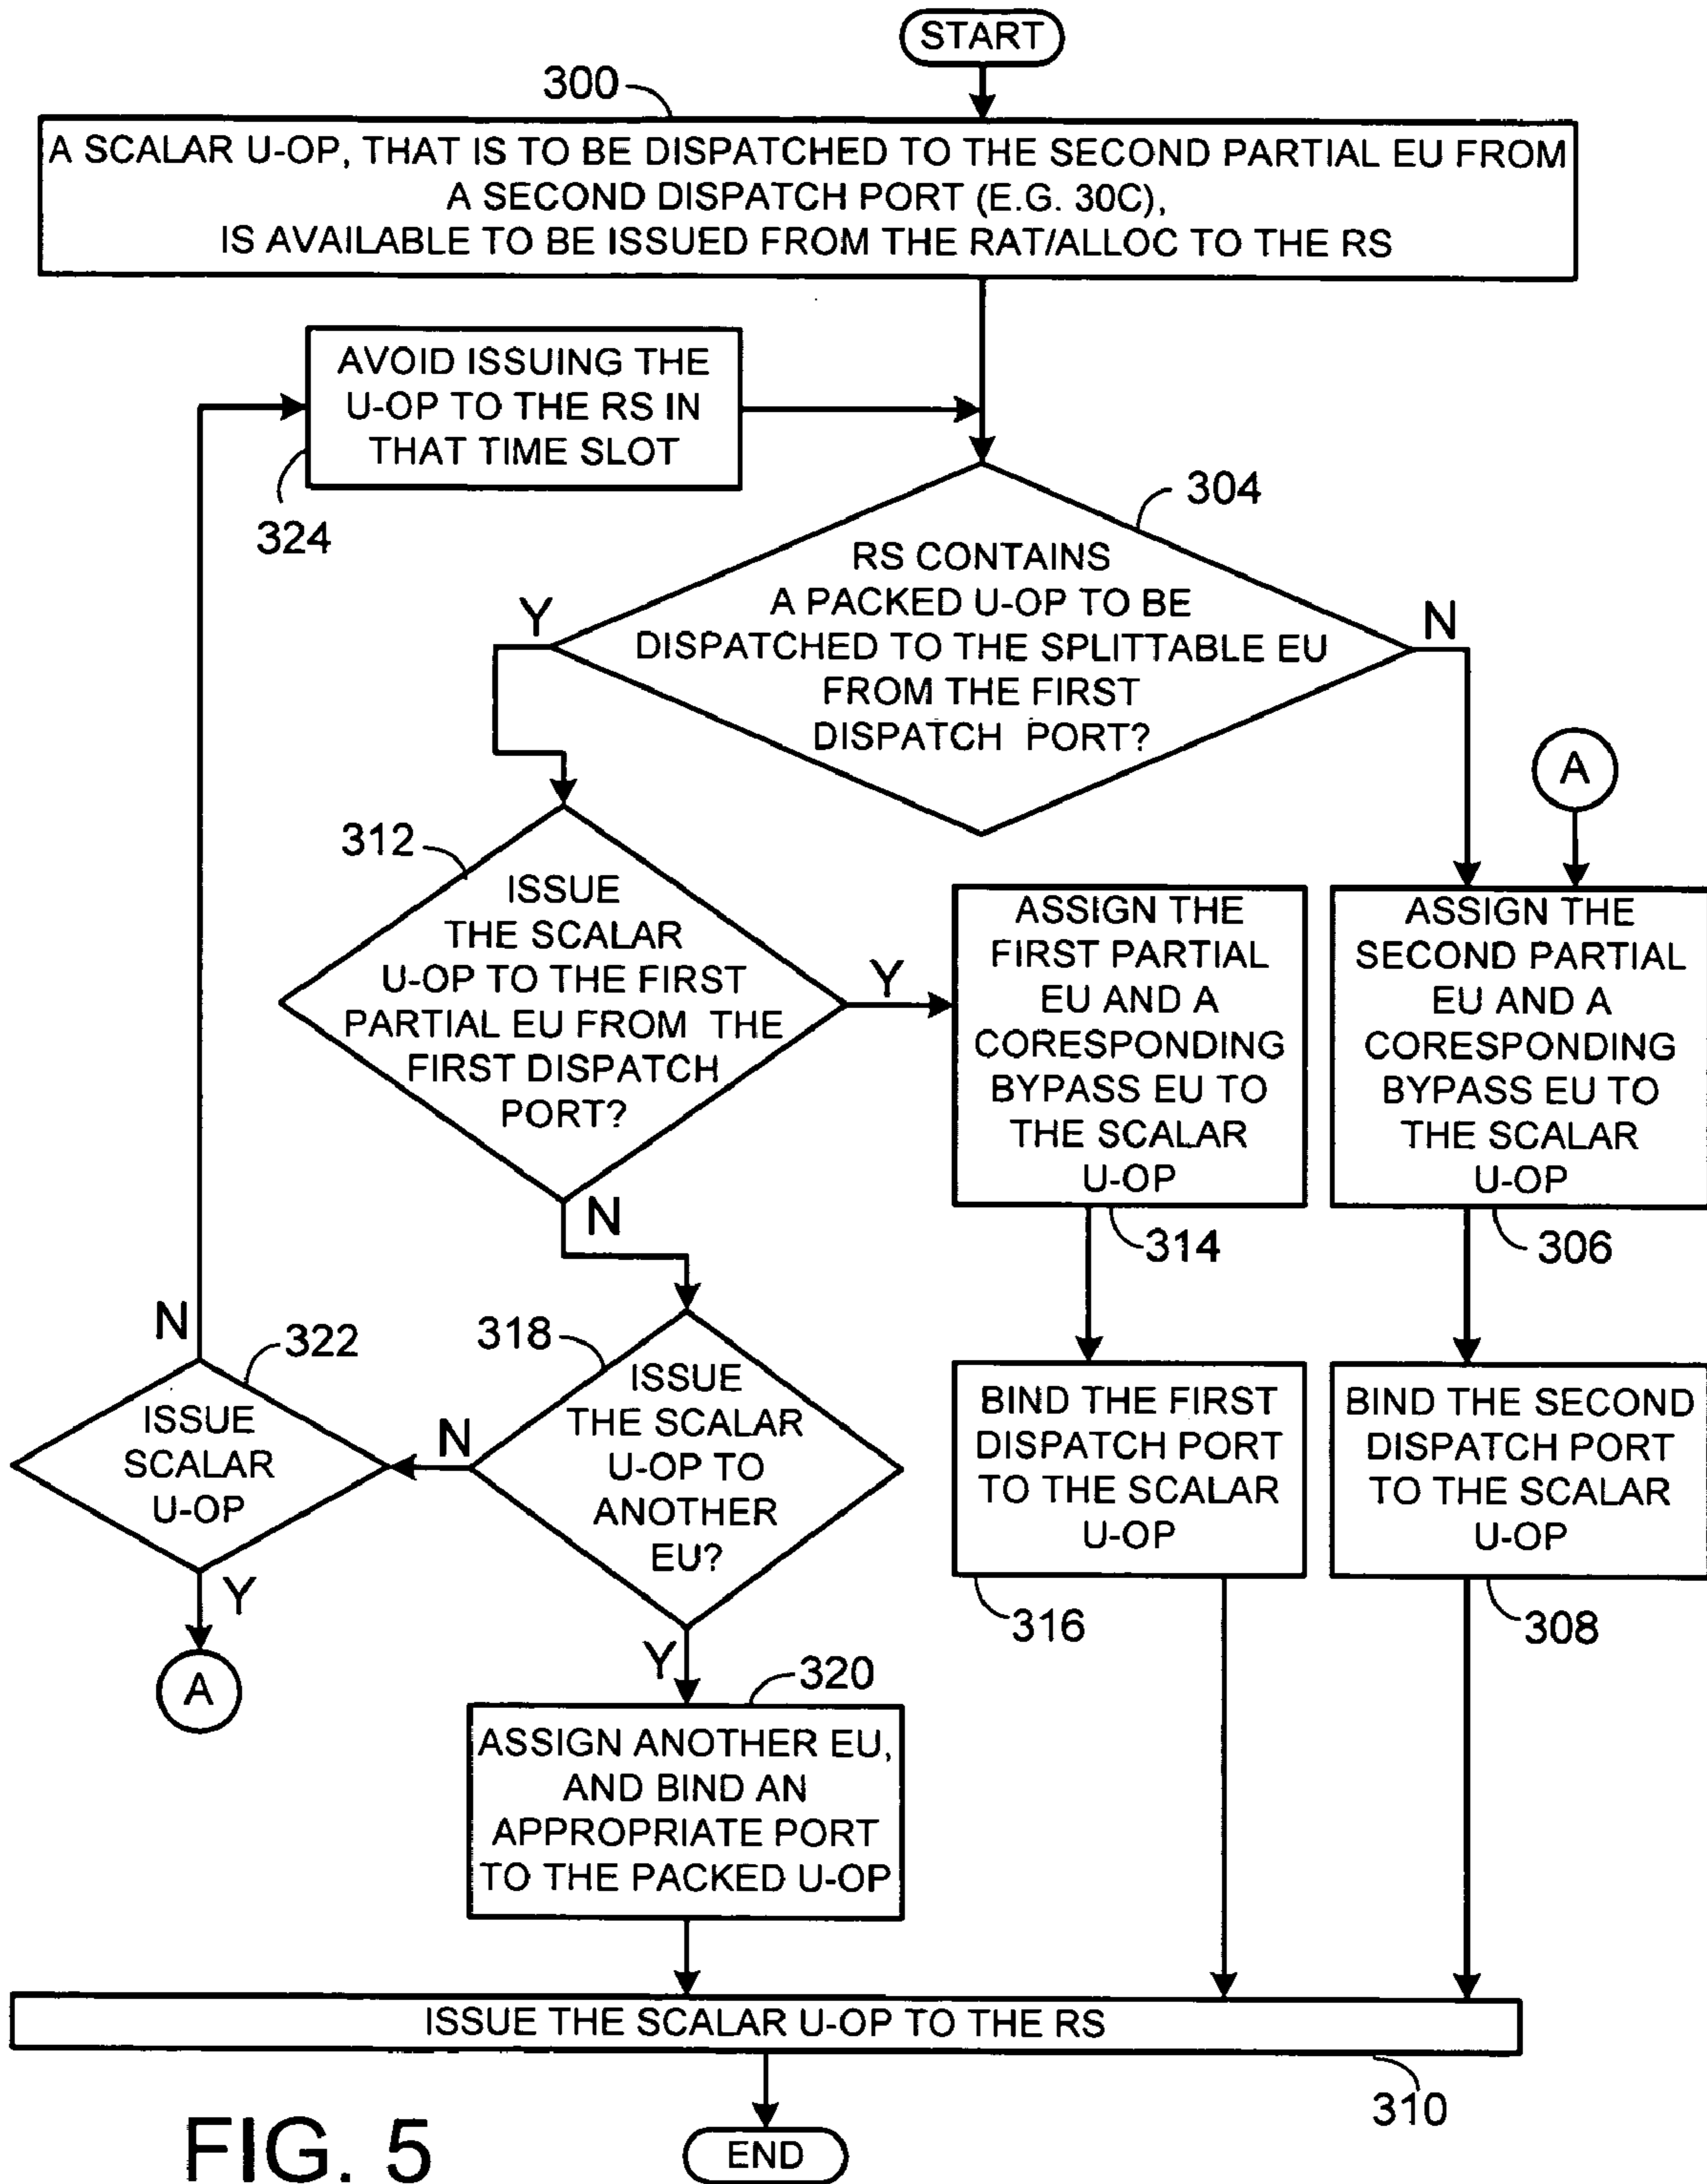 START
300
A SCALAR U-OP, THAT IS TO BE DISPATCHED TO THE SECOND PARTIAL EU FROM
A SECOND DISPATCH PORT (E.G. 30C),
IS AVAILABLE TO BE ISSUED FROM THE RAT/ALLOC TO THE RS
AVOID ISSUING THE
U-OP TO THE RS IN
THAT TIME SLOT
324
304
RS CONTAINS
A PACKED U-OP TO BE
DISPATCHED TO THE SPLITTABLE EU
FROM THE FIRST
DISPATCH PORT?
Y
N
A
312
ISSUE
THE SCALAR
U-OP TO THE FIRST
PARTIAL EU FROM THE
FIRST DISPATCH
PORT?
Y
N
ASSIGN THE
FIRST PARTIAL
EU AND A
CORESPONDING
BYPASS EU TO
THE SCALAR
U-OP
314
ASSIGN THE
SECOND PARTIAL
EU AND A
CORESPONDING
BYPASS EU TO
THE SCALAR
U-OP
306
N
322
ISSUE
SCALAR
U-OP
Y
A
318
ISSUE
THE SCALAR
U-OP TO
ANOTHER
EU?
N
Y
BIND THE FIRST
DISPATCH PORT
TO THE SCALAR
U-OP
316
BIND THE SECOND
DISPATCH PORT
TO THE SCALAR
U-OP
308
320
ASSIGN ANOTHER EU,
AND BIND AN
APPROPRIATE PORT
TO THE PACKED U-OP
ISSUE THE SCALAR U-OP TO THE RS
310
END
FIG. 5